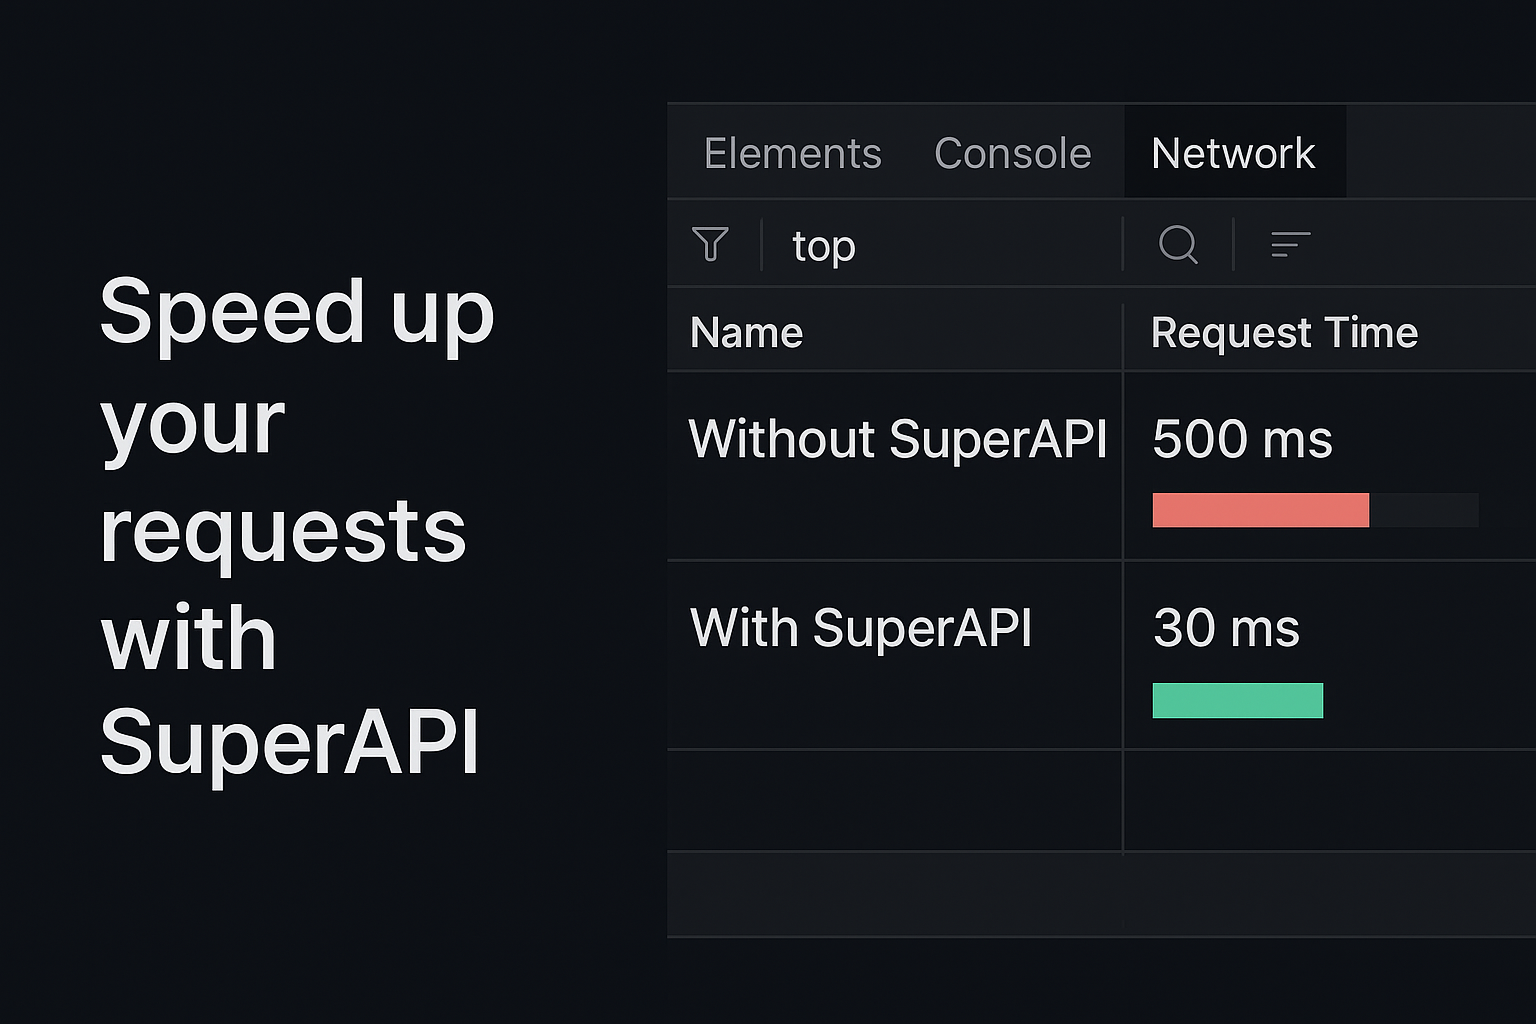 Speed up
your
requests
with
SuperAPI
Elements Console Network
top
Name Request Time
Without SuperAPI 500 ms
With SuperAPI 30 ms